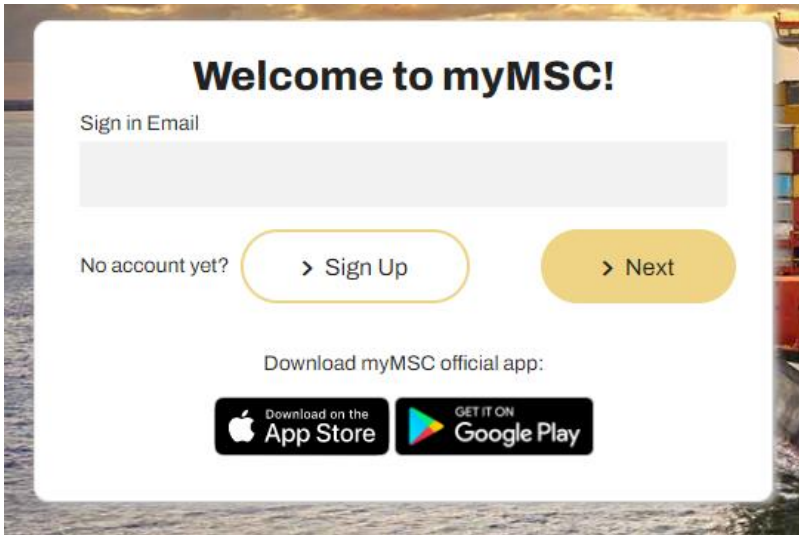 Welcome to myMSC!
Sign in Email
No account yet? > Sign Up > Next
Download myMSC official app:
Download on the GET IT ON
App Store Google Play